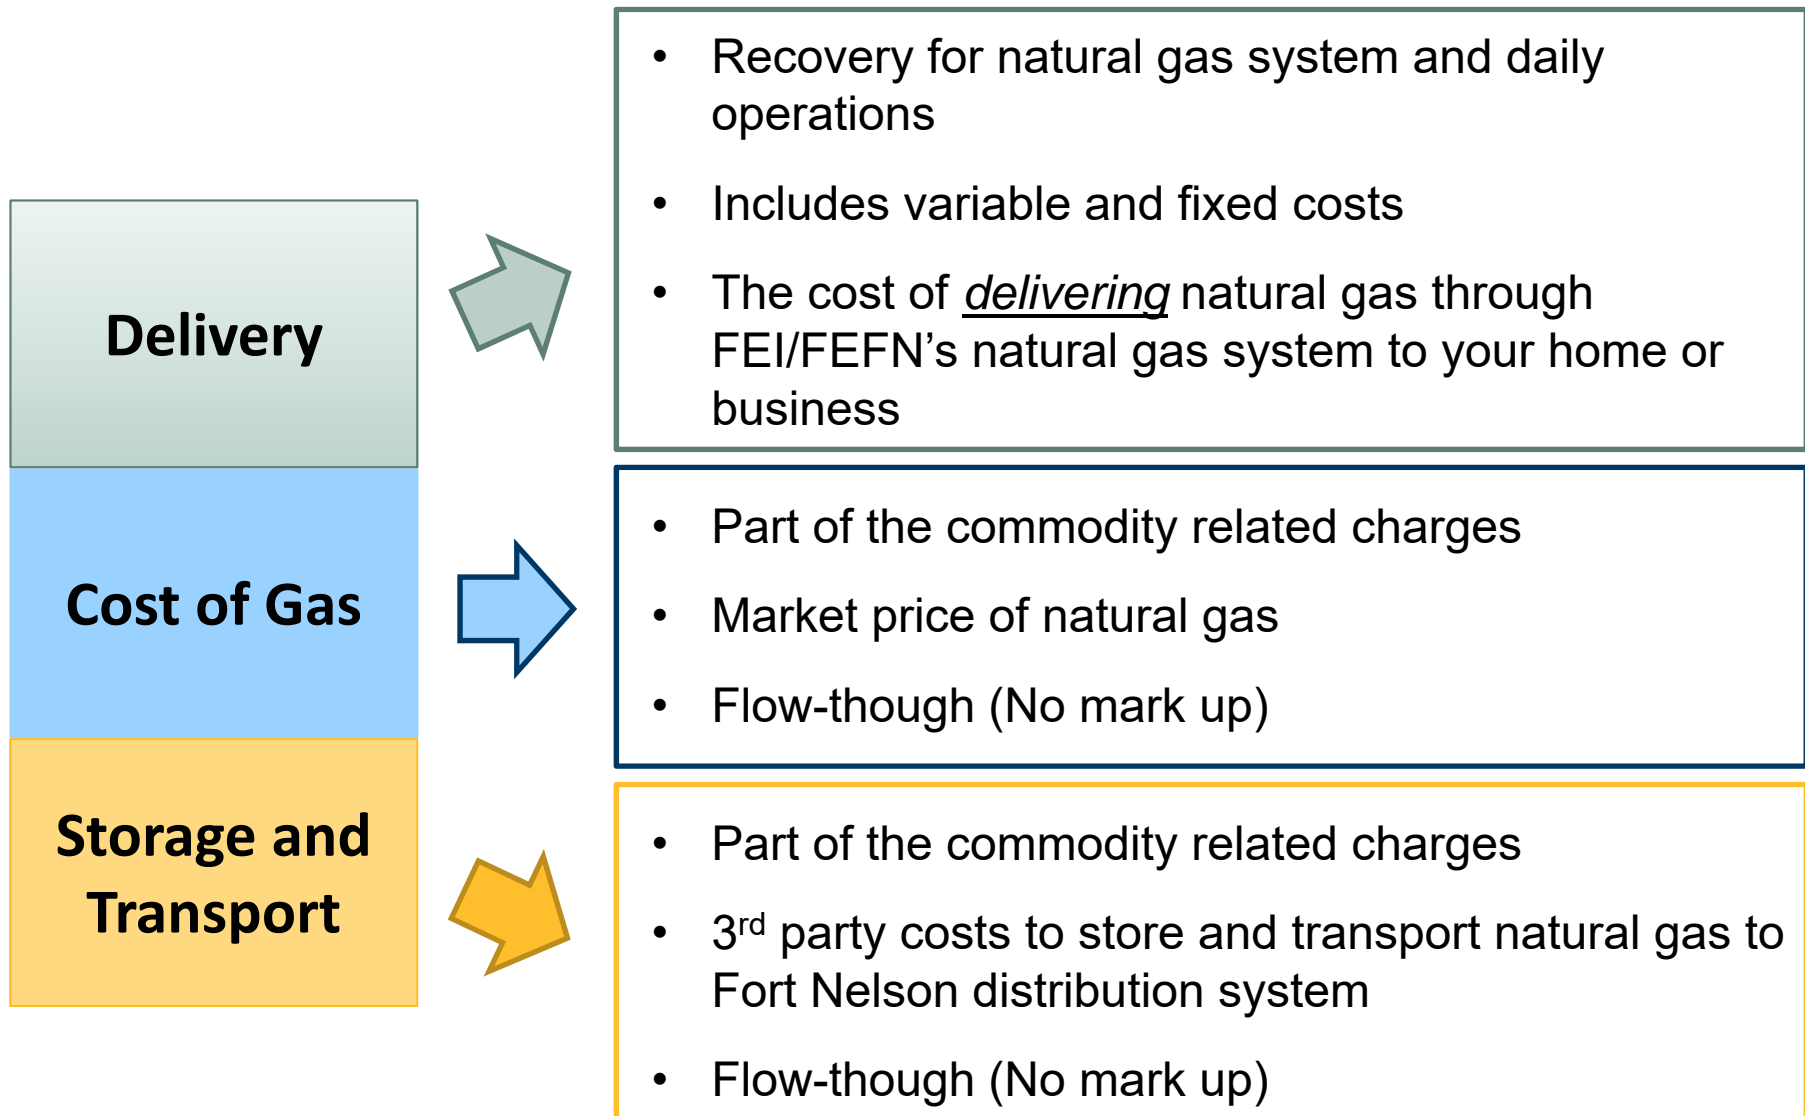 Delivery
• Recovery for natural gas system and daily
operations
• Includes variable and fixed costs
• The cost of delivering natural gas through
FEI/FEFN’s natural gas system to your home or
business
Cost of Gas
• Part of the commodity related charges
• Market price of natural gas
• Flow-though (No mark up)
Storage and
Transport
• Part of the commodity related charges
• 3rd party costs to store and transport natural gas to
Fort Nelson distribution system
• Flow-though (No mark up)